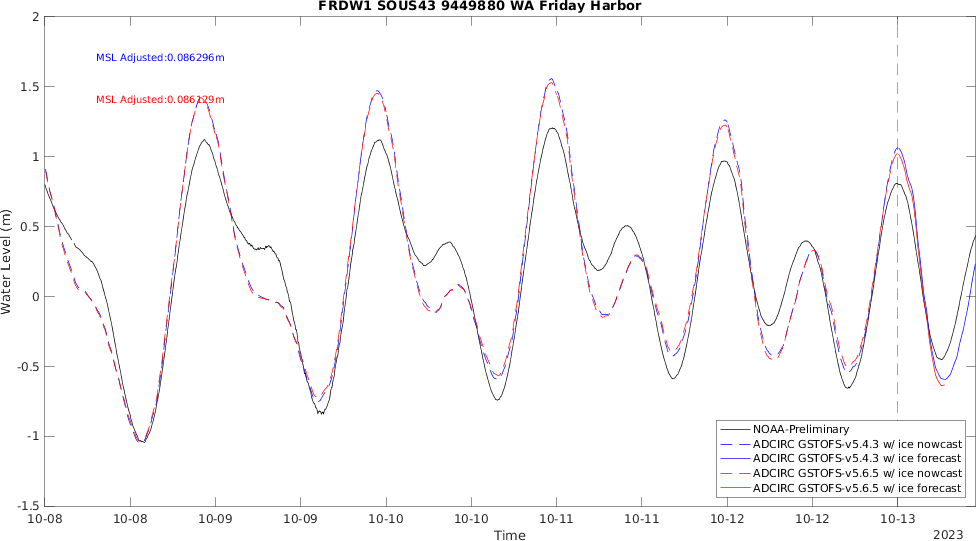 FRDW1 SOUS43 9449880 WA Friday Harbor
2
1.5
1
0.5
0
-0.5
-1
-1.5
Water Level (m)
MSL Adjusted:0.086296m
MSL Adjusted:0.086129m
NOAA-Preliminary
ADCIRC GSTOFS-v5.4.3 w/ ice nowcast
ADCIRC GSTOFS-v5.4.3 w/ ice forecast
ADCIRC GSTOFS-v5.6.5 w/ ice nowcast
ADCIRC GSTOFS-v5.6.5 w/ ice forecast
10-08 10-08 10-09 10-09 10-10 10-10 10-11 10-11 10-12 10-12 10-13
Time
2023